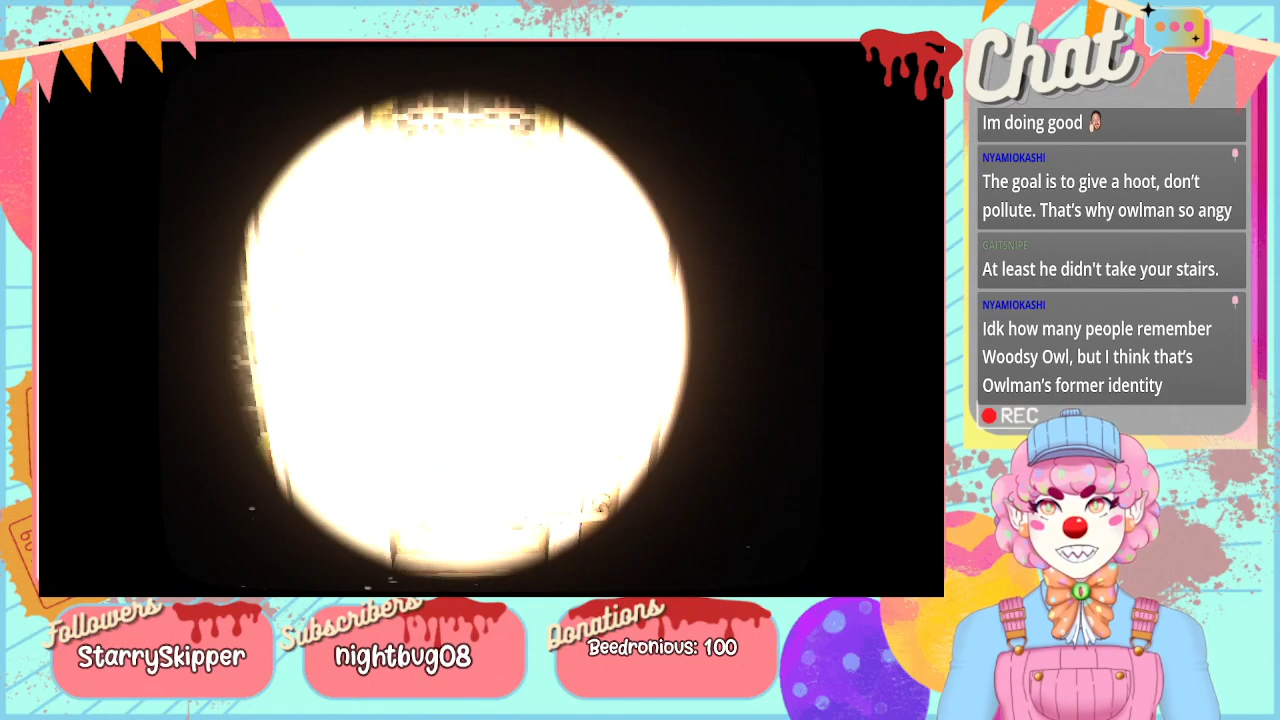 Chat
Im doing good
NYAMIOKASHI
The goal is to give a hoot, don't
pollute. That's why owlman so angy
GAITSNIPE
At least he didn't take your stairs.
NYAMIOKASHI
Idk how many people remember
Woodsy Owl, but I think that's
Owlman's former identity
REC
Followers
StarrySkipper
Subscribers
nightbug08
Donations
Beedronious: 100